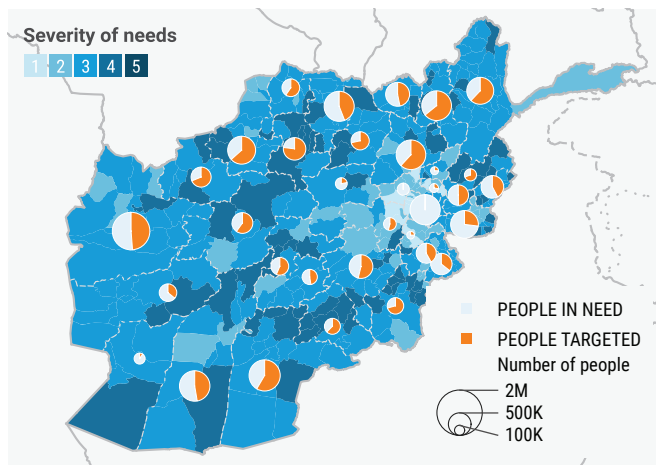 Severity of needs
1 2 3 4 5
PEOPLE IN NEED
PEOPLE TARGETED
Number of people
2M
500K
100K